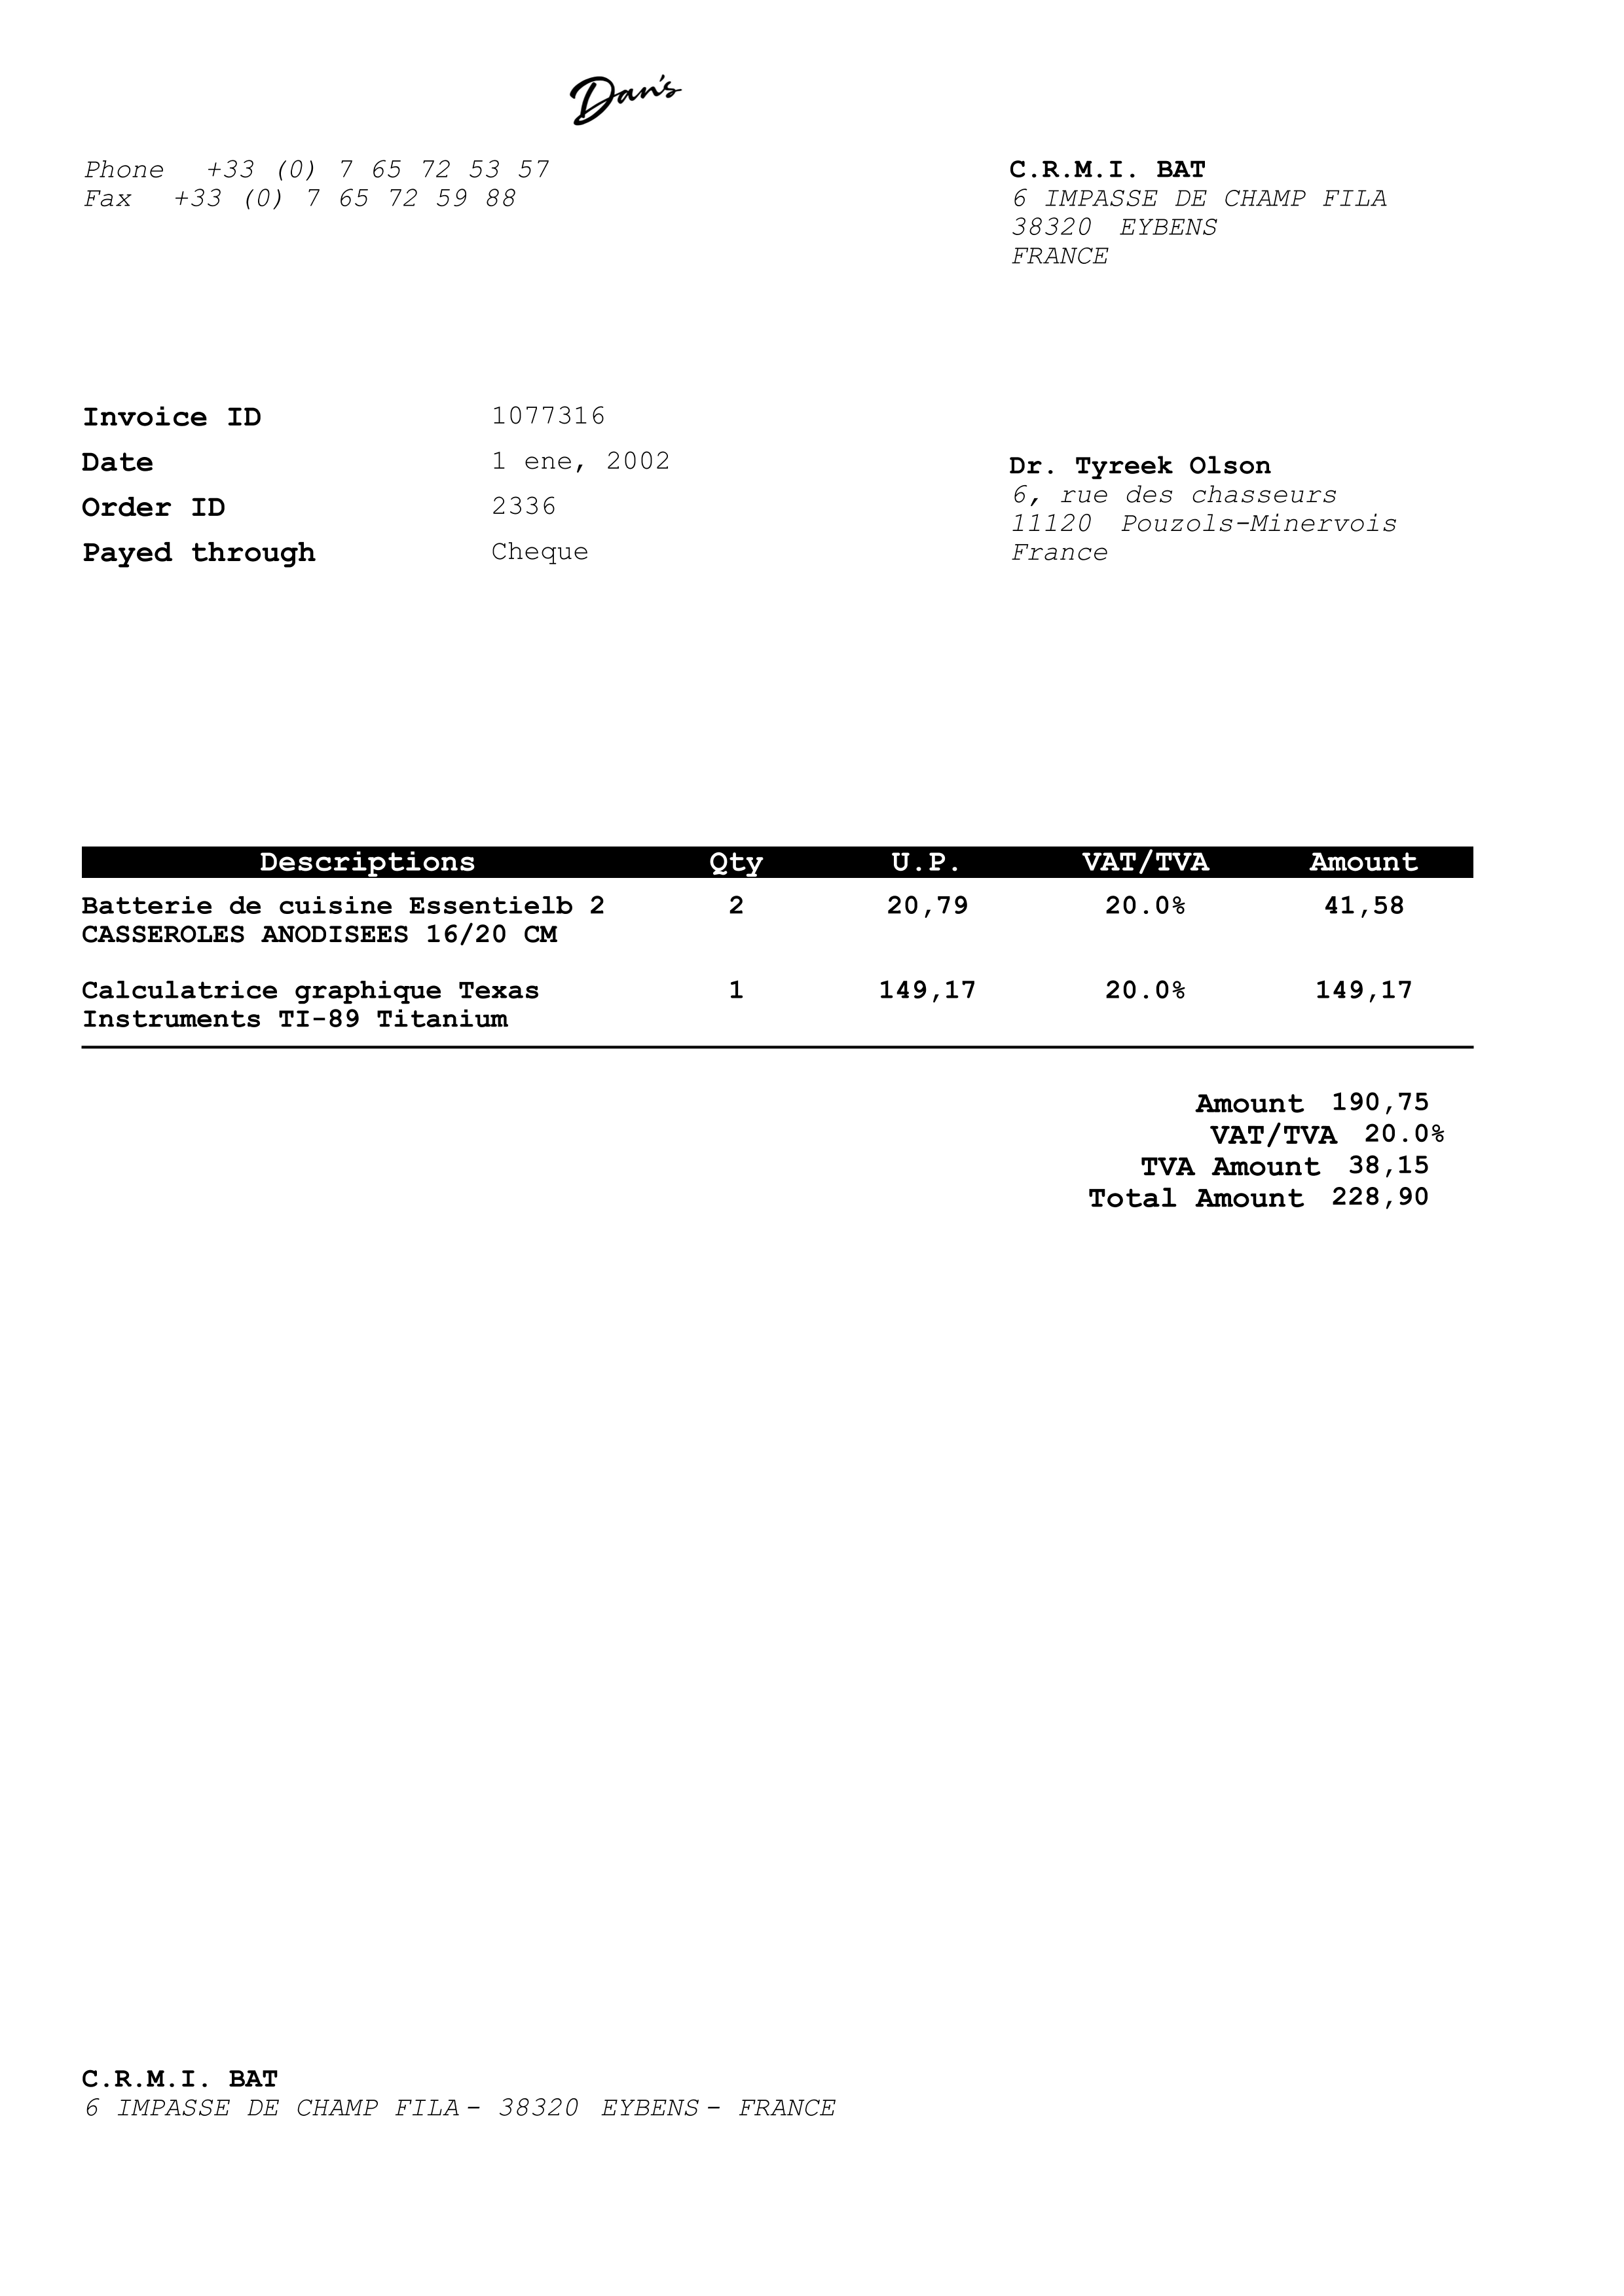 Dan's
Phone +33 (0) 7 65 72 53 57
Fax +33 (0) 7 65 72 59 88
C.R.M.I. BAT
6 IMPASSE DE CHAMP FILA
38320 EYBENS
FRANCE
Invoice ID 1077316
Date 1 ene, 2002
Order ID 2336
Payed through Cheque
Dr. Tyreek Olson
6, rue des chasseurs
11120 Pouzols-Minervois
France
Descriptions Qty U.P. VAT/TVA Amount
Batterie de cuisine Essentielb 2 2 20,79 20.0% 41,58
CASSEROLES ANODISEES 16/20 CM
Calculatrice graphique Texas 1 149,17 20.0% 149,17
Instruments TI-89 Titanium
Amount 190,75
VAT/TVA 20.0%
TVA Amount 38,15
Total Amount 228,90
C.R.M.I. BAT
6 IMPASSE DE CHAMP FILA - 38320 EYBENS - FRANCE